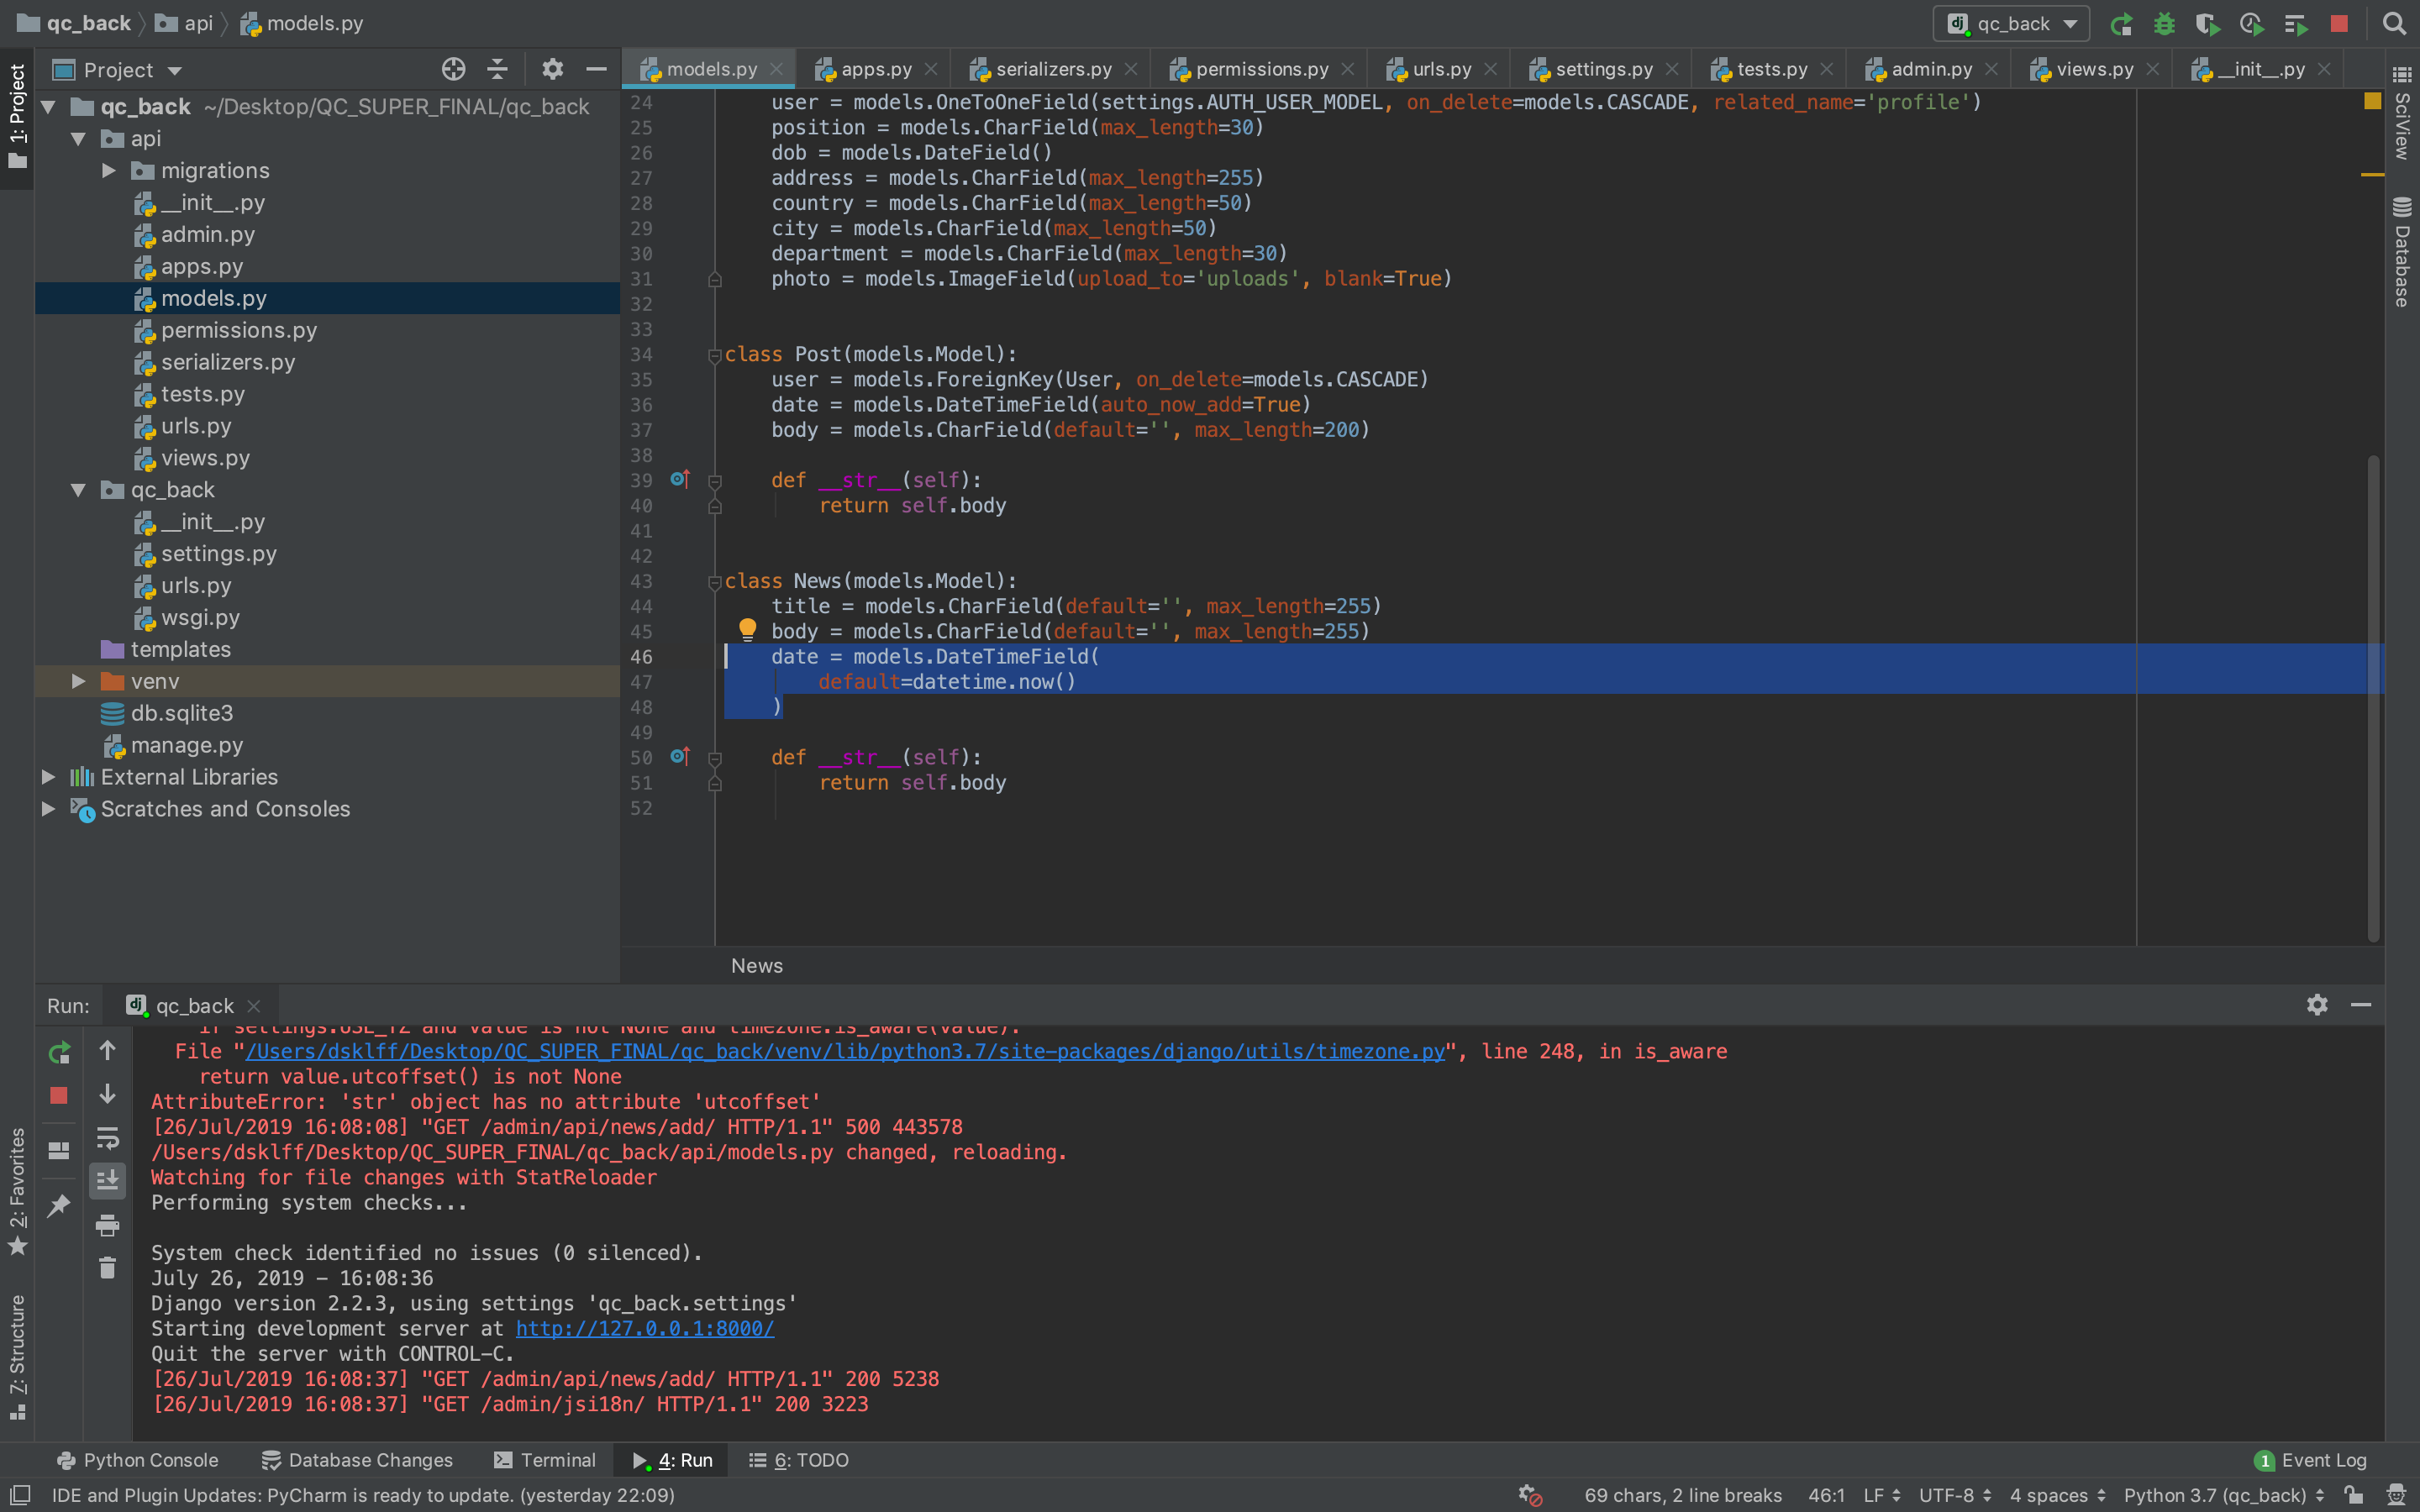 qc_back api models.py
qc_back
1: Project
Project
models.py apps.py serializers.py permissions.py urls.py settings.py tests.py admin.py views.py __init__.py
qc_back ~/Desktop/QC_SUPER_FINAL/qc_back
api
migrations
__init__.py
admin.py
apps.py
models.py
permissions.py
serializers.py
tests.py
urls.py
views.py
qc_back
__init__.py
settings.py
urls.py
wsgi.py
templates
venv
db.sqlite3
manage.py
External Libraries
Scratches and Consoles
24 user = models.OneToOneField(settings.AUTH_USER_MODEL, on_delete=models.CASCADE, related_name='profile')
25 position = models.CharField(max_length=30)
26 dob = models.DateField()
27 address = models.CharField(max_length=255)
28 country = models.CharField(max_length=50)
29 city = models.CharField(max_length=50)
30 department = models.CharField(max_length=30)
31 photo = models.ImageField(upload_to='uploads', blank=True)
32
33
34 class Post(models.Model):
35 user = models.ForeignKey(User, on_delete=models.CASCADE)
36 date = models.DateTimeField(auto_now_add=True)
37 body = models.CharField(default='', max_length=200)
38
39 def __str__(self):
40 return self.body
41
42
43 class News(models.Model):
44 title = models.CharField(default='', max_length=255)
45 body = models.CharField(default='', max_length=255)
46 date = models.DateTimeField(
47 default=datetime.now()
48 )
49
50 def __str__(self):
51 return self.body
52
News
SciView
Database
Run: qc_back
if settings.USE_TZ and value is not None and timezone.is_aware(value):
File "/Users/dsklff/Desktop/QC_SUPER_FINAL/qc_back/venv/lib/python3.7/site-packages/django/utils/timezone.py", line 248, in is_aware
return value.utcoffset() is not None
AttributeError: 'str' object has no attribute 'utcoffset'
[26/Jul/2019 16:08:08] "GET /admin/api/news/add/ HTTP/1.1" 500 443578
/Users/dsklff/Desktop/QC_SUPER_FINAL/qc_back/api/models.py changed, reloading.
Watching for file changes with StatReloader
Performing system checks...
System check identified no issues (0 silenced).
July 26, 2019 - 16:08:36
Django version 2.2.3, using settings 'qc_back.settings'
Starting development server at http://127.0.0.1:8000/
Quit the server with CONTROL-C.
[26/Jul/2019 16:08:37] "GET /admin/api/news/add/ HTTP/1.1" 200 5238
[26/Jul/2019 16:08:37] "GET /admin/jsi18n/ HTTP/1.1" 200 3223
2: Favorites
7: Structure
Python Console Database Changes Terminal 4: Run 6: TODO 1 Event Log
IDE and Plugin Updates: PyCharm is ready to update. (yesterday 22:09) 69 chars, 2 line breaks 46:1 LF UTF-8 4 spaces Python 3.7 (qc_back)